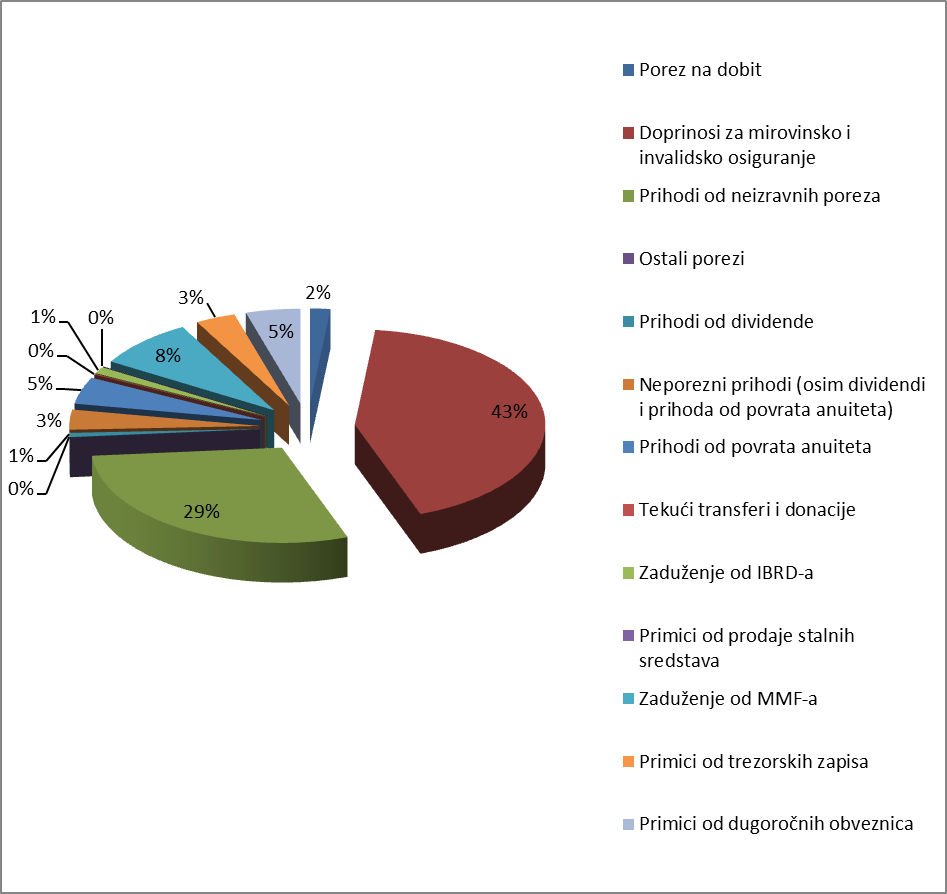 Porez na dobit
Doprinosi za mirovinsko i
invalidsko osiguranje
Prihodi od neizravnih poreza
Ostali porezi
Prihodi od dividende
Neporezni prihodi (osim dividendi
i prihoda od povrata anuiteta)
Prihodi od povrata anuiteta
Tekući transferi i donacije
Zaduženje od IBRD-a
Primici od prodaje stalnih
sredstava
Zaduženje od MMF-a
Primici od trezorskih zapisa
Primici od dugoročnih obveznica
2%
43%
29%
0%
1%
3%
5%
0%
1%
0%
8%
3%
5%